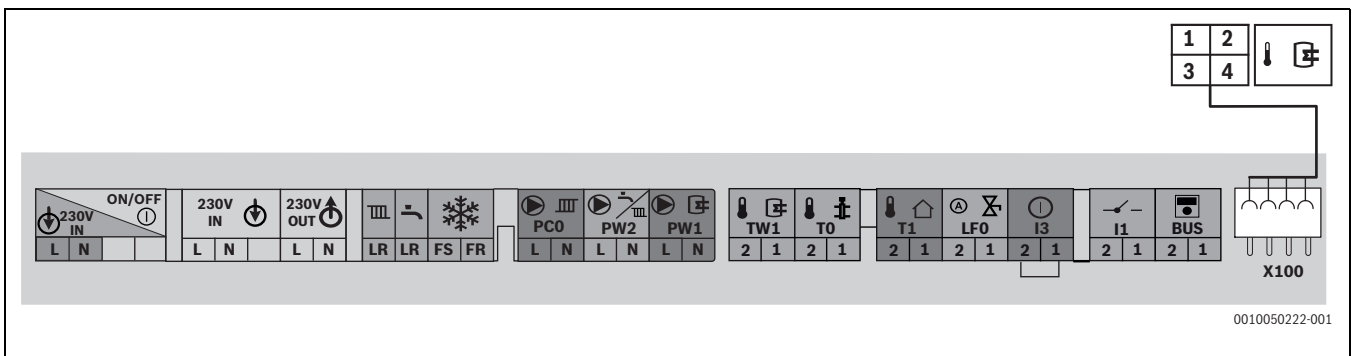 1 2
3 4
230V IN ON/OFF
230V IN
230V OUT
PC0 PW2 PW1
TW1 T0
T1 LF0 A I3
I1 BUS
L N L N L N LR LR FS FR L N L N L N 2 1 2 1 2 1 2 1 2 1 2 1 2 1
X100
0010050222-001